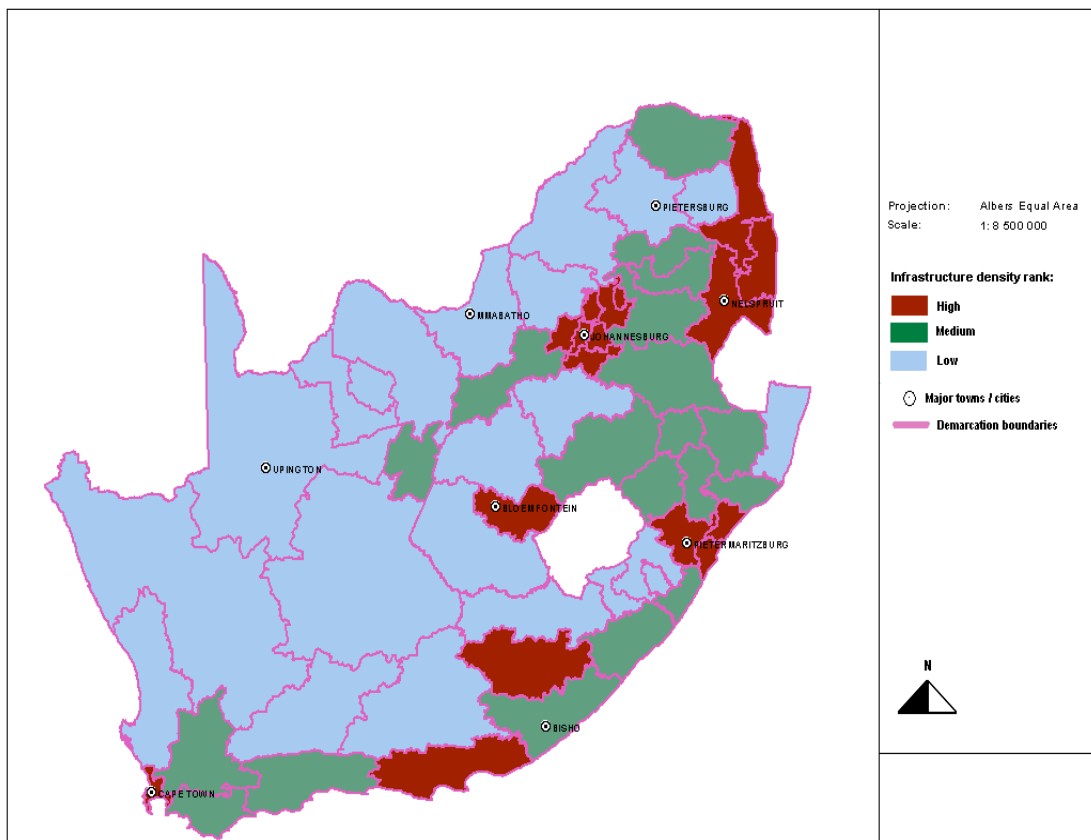 PIETERSBURG
NELSPRUIT
MMABATHO
JOHANNESBURG
UPINGTON
BLOEMFONTEIN
PIETERMARITZBURG
BISHO
CAPE TOWN
Projection: Albers Equal Area
Scale: 1: 8 500 000
Infrastructure density rank:
High
Medium
Low
Major towns / cities
Demarcation boundaries
N